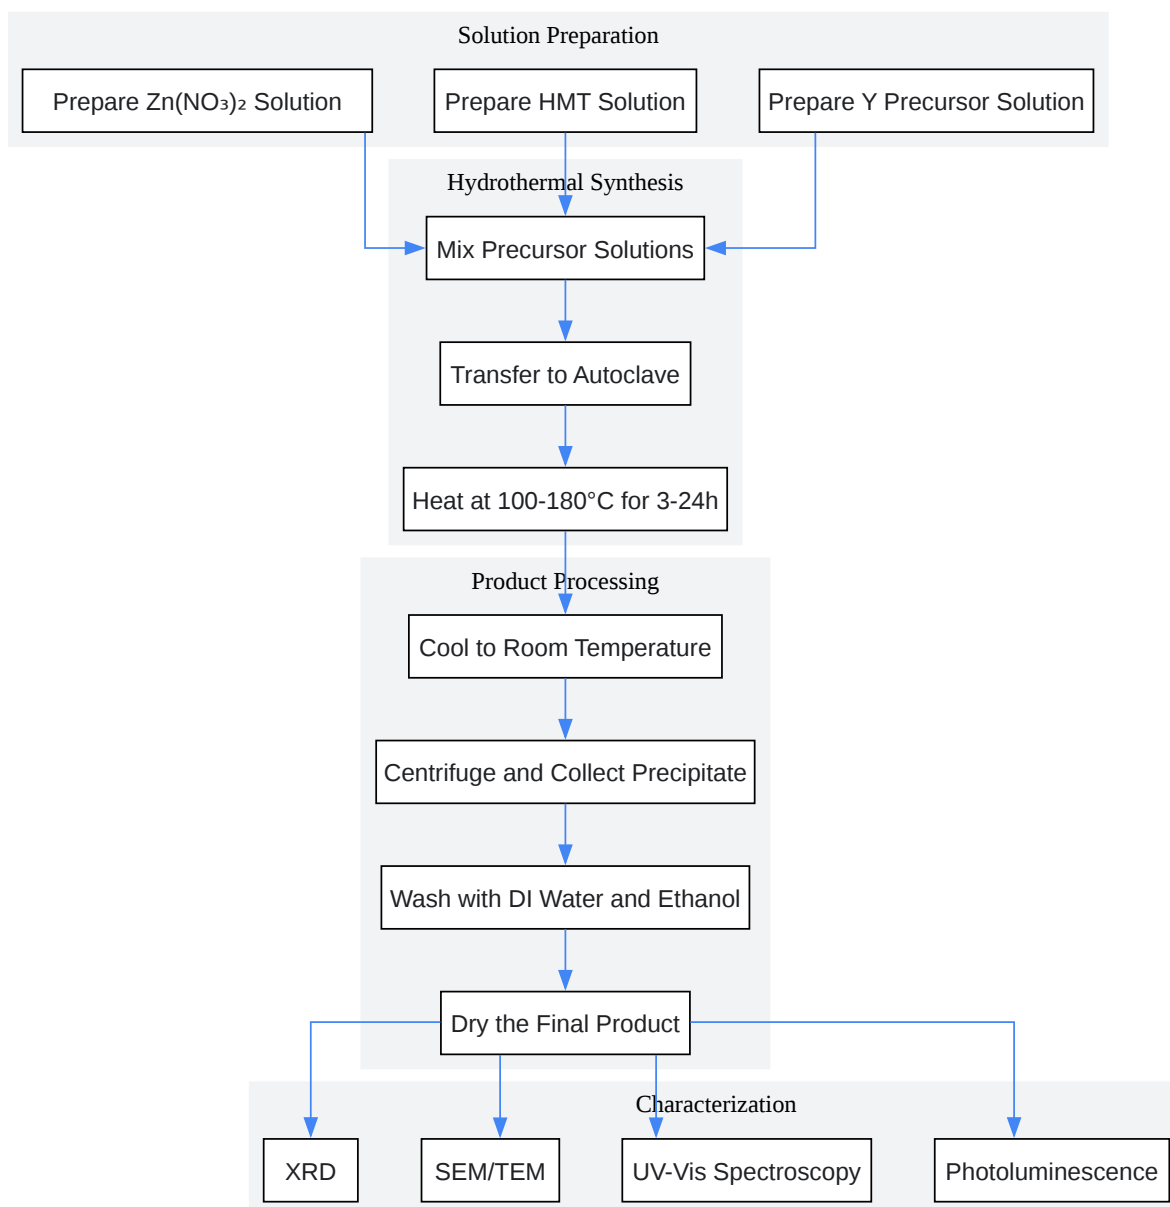 Solution Preparation
Prepare Zn(NO₃)₂ Solution
Prepare HMT Solution
Prepare Y Precursor Solution
Hydrothermal Synthesis
Mix Precursor Solutions
Transfer to Autoclave
Heat at 100-180°C for 3-24h
Product Processing
Cool to Room Temperature
Centrifuge and Collect Precipitate
Wash with DI Water and Ethanol
Dry the Final Product
Characterization
XRD
SEM/TEM
UV-Vis Spectroscopy
Photoluminescence